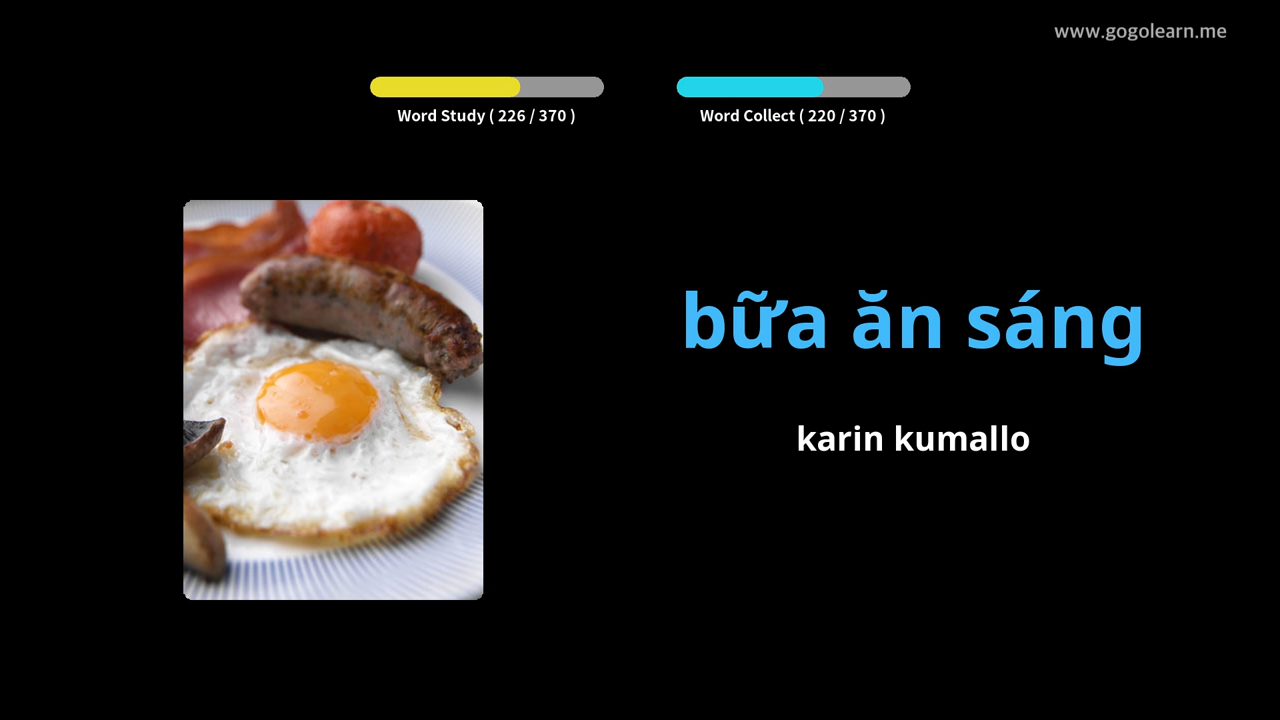 www.gogolearn.me
Word Study ( 226 / 370 )
Word Collect ( 220 / 370 )
bữa ăn sáng
karin kumallo